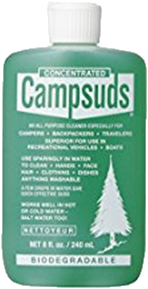 CONCENTRATED
Campsuds®
AN ALL PURPOSE CLEANER ESPECIALLY FOR
CAMPERS • BACKPACKERS • TRAVELERS
SUPERIOR FOR USE IN
RECREATIONAL VEHICLES • BOATS
USE SPARINGLY IN WATER
TO CLEAN • HANDS • FACE
HAIR • CLOTHING • DISHES
ANYTHING WASHABLE
A FEW DROPS IN WATER GIVE
VERY EFFECTIVE SUDS
WORKS WELL IN HOT
OR COLD WATER -
SALT WATER TOO!
NETTOYEUR
NET 8 fl. oz. / 240 mL
BIODEGRADABLE